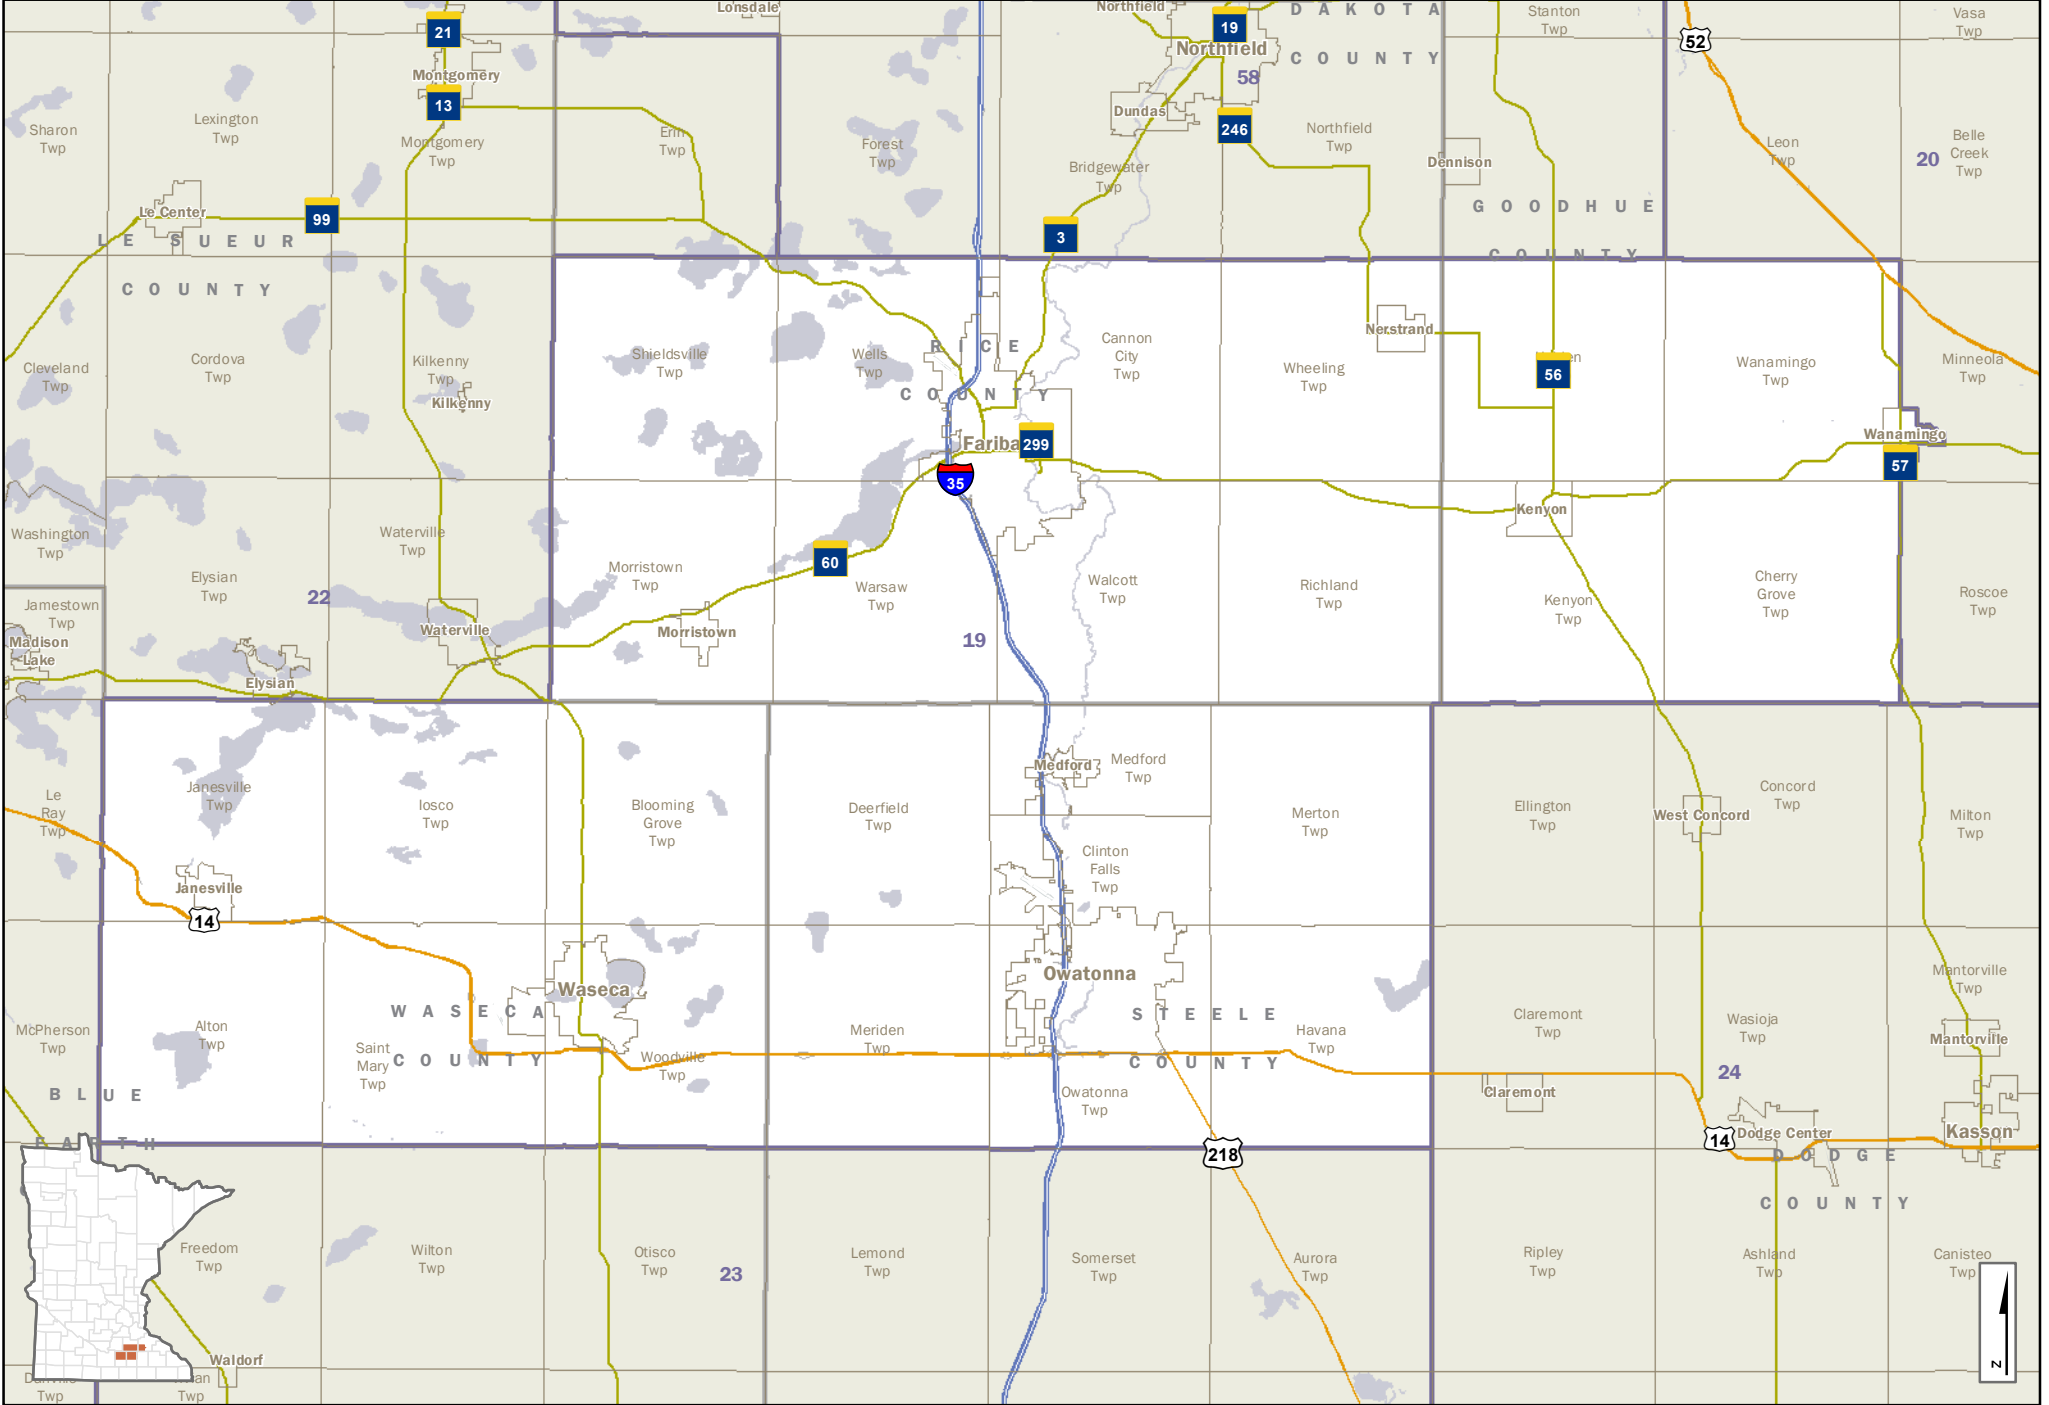 Lonsdale
Northfield
D A K O T A
C O U N T Y
Stanton
Twp
Vasa
Twp
21
19
52
Northfield
58
Montgomery
13
Dundas
246
Sharon
Twp
Lexington
Twp
Montgomery
Twp
Erin
Twp
Forest
Twp
Bridgewater
Twp
Northfield
Twp
Dennison
Leon
Twp
20
Belle
Creek
Twp
Le Center
99
3
G O O D H U E
C O U N T Y
L E S U E U R
C O U N T Y
Cleveland
Twp
Cordova
Twp
Kilkenny
Twp
Kilkenny
Shieldsville
Twp
Wells
Twp
R I C E
C O U N T Y
Cannon
City
Twp
Wheeling
Twp
Nerstrand
56
Wanamingo
Twp
Minneola
Twp
Wanamingo
57
299
35
Kenyon
Washington
Twp
Waterville
Twp
Elysian
Twp
22
Morristown
Twp
60
Warsaw
Twp
Walcott
Twp
Richland
Twp
Kenyon
Twp
Cherry
Grove
Twp
Roscoe
Twp
Jamestown
Twp
Madison
Lake
Waterville
Morristown
19
Elysian
Le
Ray
Twp
Janesville
Twp
Iosco
Twp
Blooming
Grove
Twp
Deerfield
Twp
Medford
Medford
Twp
Merton
Twp
Ellington
Twp
West Concord
Concord
Twp
Milton
Twp
Clinton
Falls
Twp
Janesville
14
Owatonna
Waseca
W A S E C A
C O U N T Y
S T E E L E
C O U N T Y
McPherson
Twp
Alton
Twp
Saint
Mary
Twp
Woodville
Twp
Meriden
Twp
Owatonna
Twp
Havana
Twp
Claremont
Twp
Wasioja
Twp
Mantorville
Twp
Mantorville
24
Claremont
B L U E
E A R T H
218
14
Dodge Center
Kasson
D O D G E
C O U N T Y
Freedom
Twp
Wilton
Twp
Otisco
Twp
23
Lemond
Twp
Somerset
Twp
Aurora
Twp
Ripley
Twp
Ashland
Twp
Canisteo
Twp
Waldorf
Twp
Twp
N